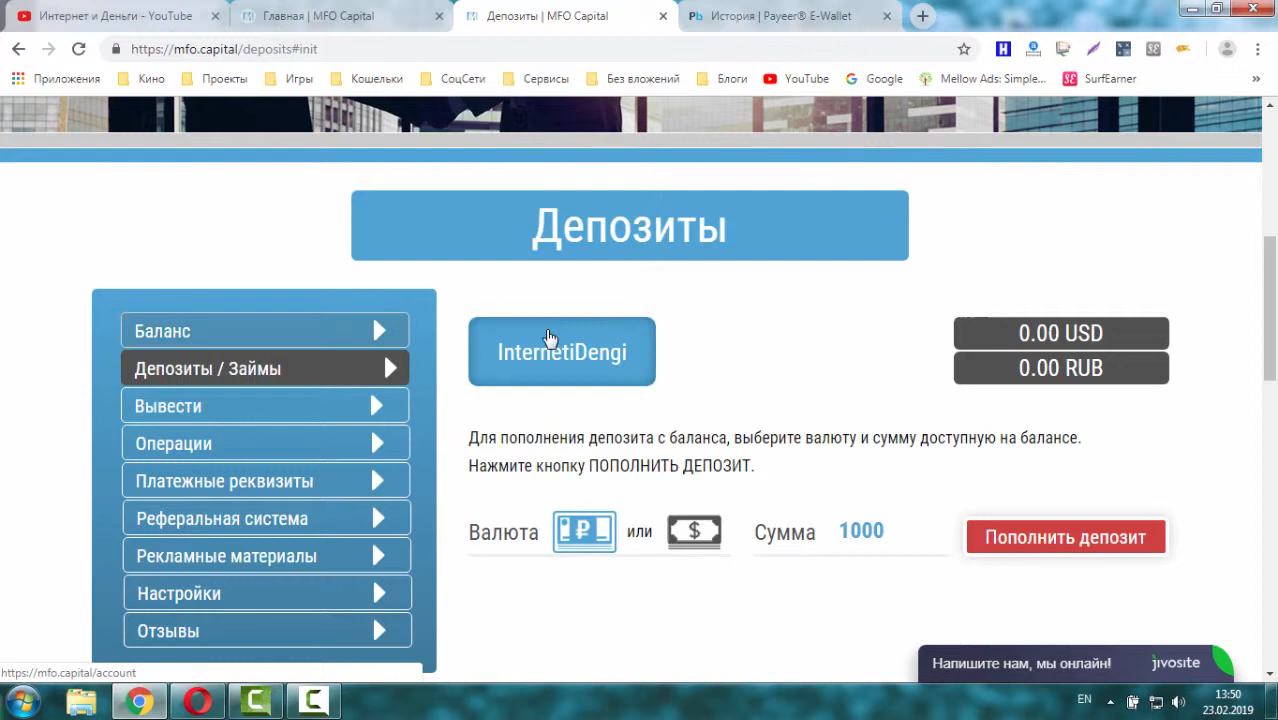 Интернет и Деньги - YouTube
Главная | MFO Capital
Депозиты | MFO Capital
Pb История | Payeer® E-Wallet
https://mfo.capital/deposits#init
Приложения Кино Проекты Игры Кошельки СоцСети Сервисы Без вложений Блоги YouTube Google Mellow Ads: Simple... SurfEarner »
Депозиты
Баланс
Депозиты / Займы
Вывести
Операции
Платежные реквизиты
Реферальная система
Рекламные материалы
Настройки
Отзывы
InternetiDengi
0.00 USD
0.00 RUB
Для пополнения депозита с баланса, выберите валюту и сумму доступную на балансе.
Нажмите кнопку ПОПОЛНИТЬ ДЕПОЗИТ.
Валюта ₽ или $ Сумма 1000 Пополнить депозит
Напишите нам, мы онлайн! jivosite
https://mfo.capital/account
EN
13:50
23.02.2019